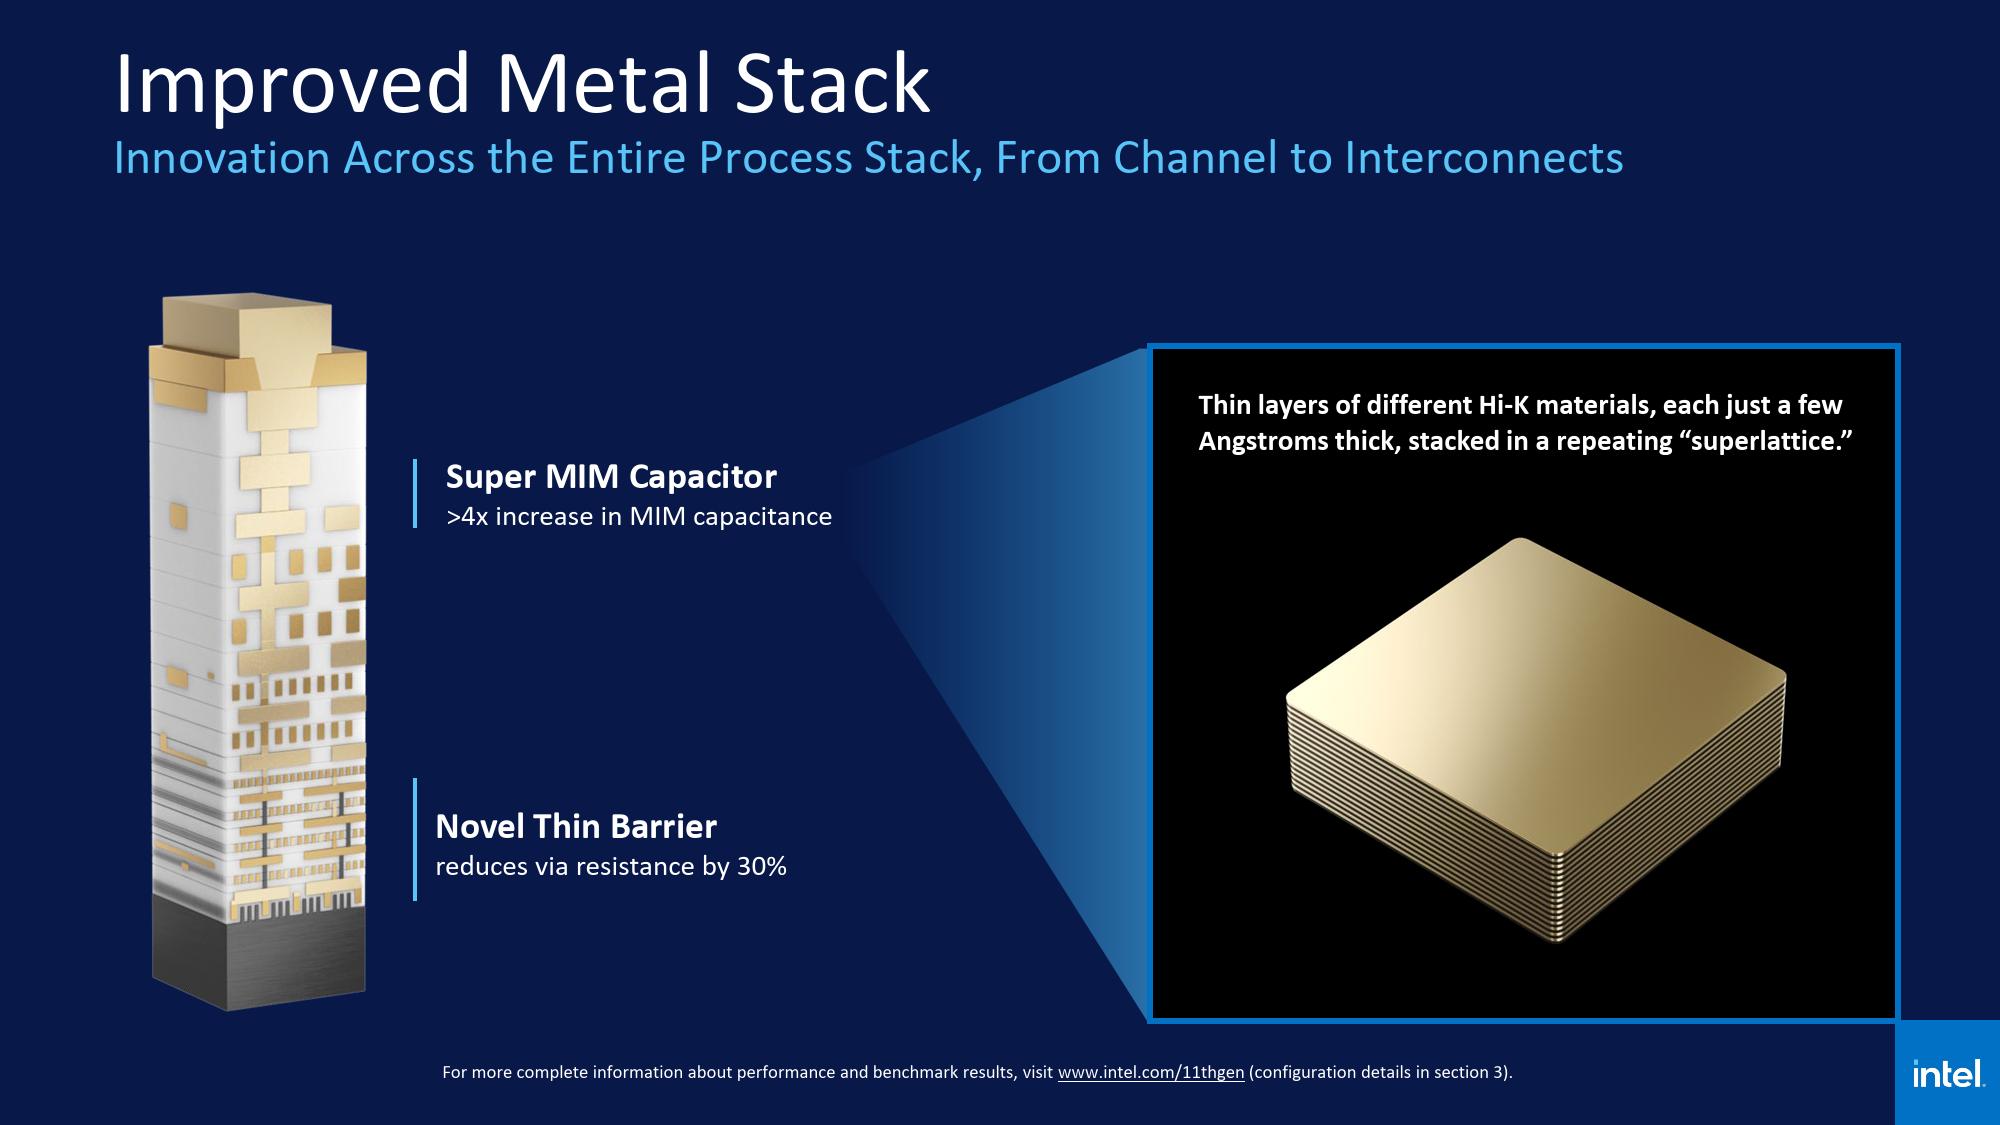 Improved Metal Stack
Innovation Across the Entire Process Stack, From Channel to Interconnects
Super MIM Capacitor
>4x increase in MIM capacitance
Novel Thin Barrier
reduces via resistance by 30%
Thin layers of different Hi-K materials, each just a few
Angstroms thick, stacked in a repeating “superlattice.”
For more complete information about performance and benchmark results, visit www.intel.com/11thgen (configuration details in section 3).
intel.